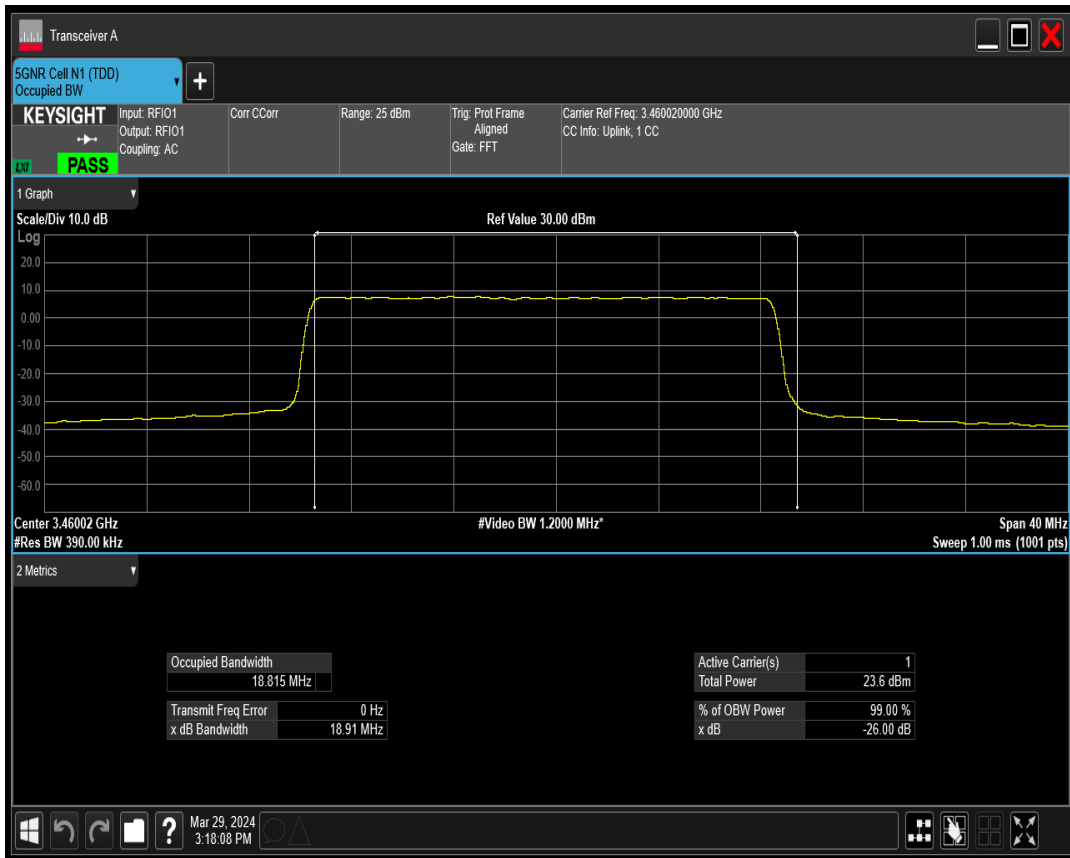 Transceiver A
5GNR Cell N1 (TDD)
Occupied BW
+
KEYSIGHT
LXI
PASS
Input: RFIO1
Output: RFIO1
Coupling: AC
Corr CCorr
Range: 25 dBm
Trig: Prot Frame
Aligned
Gate: FFT
Carrier Ref Freq: 3.460020000 GHz
CC Info: Uplink, 1 CC
1 Graph
Scale/Div 10.0 dB
Ref Value 30.00 dBm
Log
20.0
10.0
0.00
-10.0
-20.0
-30.0
-40.0
-50.0
-60.0
Center 3.46002 GHz
#Video BW 1.2000 MHz*
Span 40 MHz
#Res BW 390.00 kHz
Sweep 1.00 ms (1001 pts)
2 Metrics
Occupied Bandwidth
18.815 MHz
Transmit Freq Error 0 Hz
x dB Bandwidth 18.91 MHz
Active Carrier(s) 1
Total Power 23.6 dBm
% of OBW Power 99.00 %
x dB -26.00 dB
?
Mar 29, 2024
3:18:08 PM